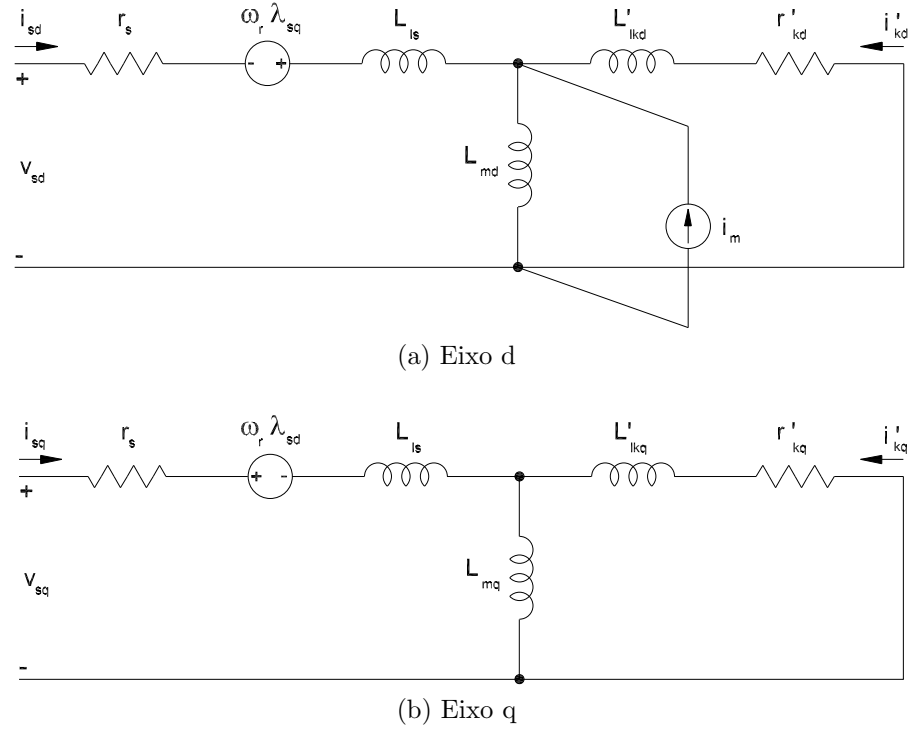 i_sd r_s ω_r λ_sq L_ls L'_lkd r'_kd i'_kd
- +
+
L_md
v_sd
i_m
-
(a) Eixo d
i_sq r_s ω_r λ_sd L_ls L'_lkq r'_kq i'_kq
+ -
+
L_mq
v_sq
-
(b) Eixo q